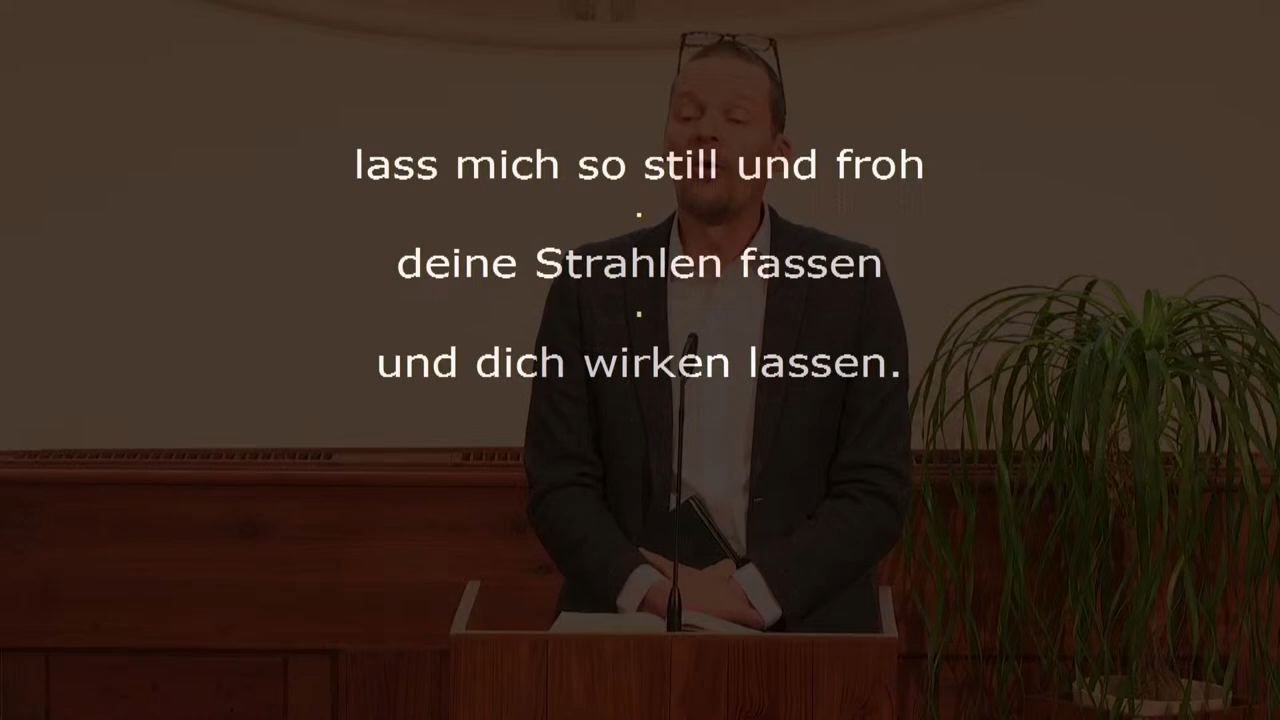 lass mich so still und froh
deine Strahlen fassen
und dich wirken lassen.